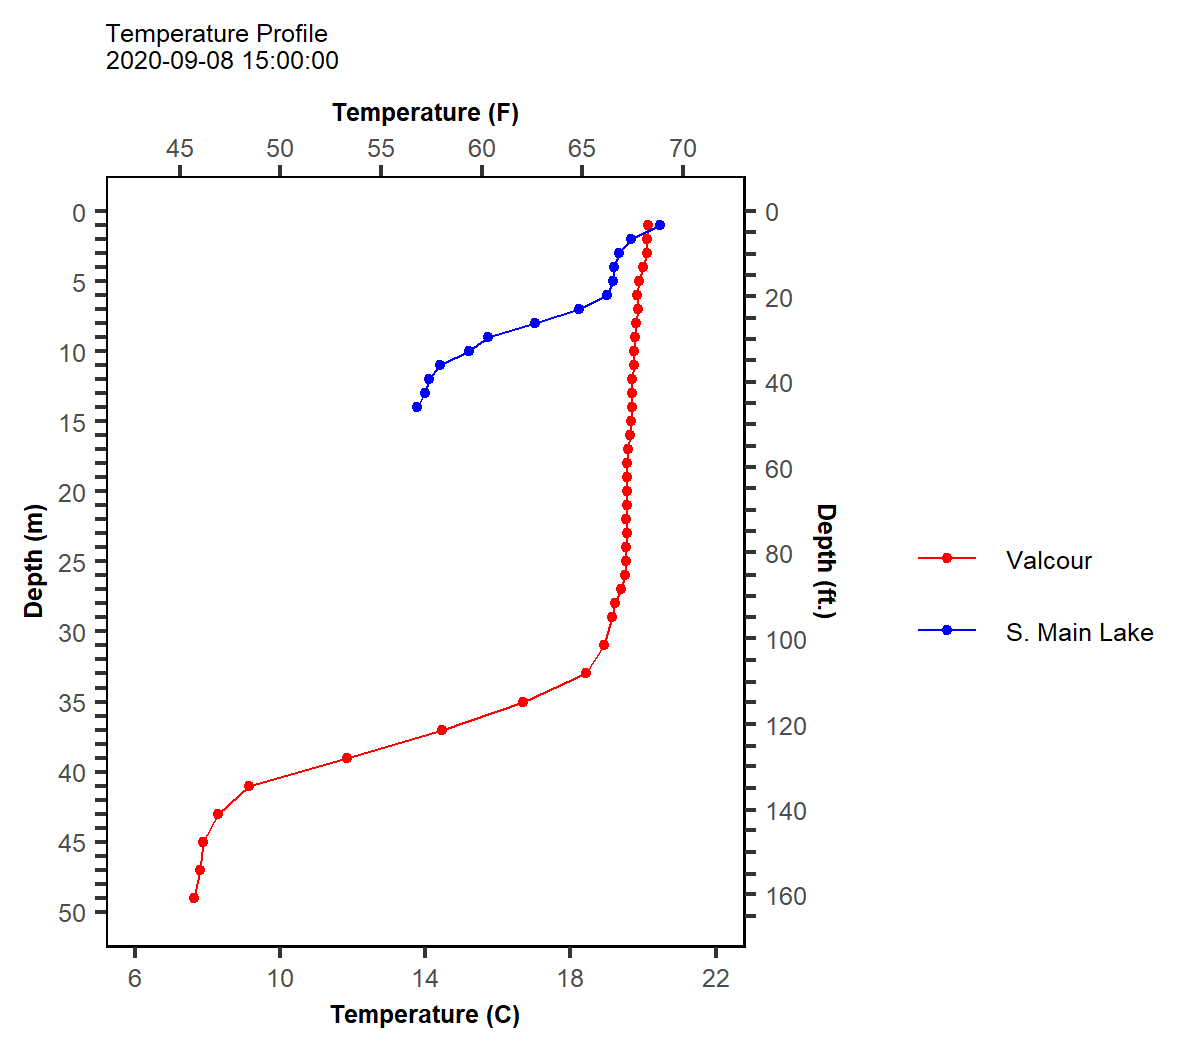 Temperature Profile
2020-09-08 15:00:00
Temperature (F)
45 50 55 60 65 70
0
5
10
15
20
25
30
35
40
45
50
Depth (m)
0
20
40
60
80
100
120
140
160
Depth (ft.)
6 10 14 18 22
Temperature (C)
Valcour
S. Main Lake